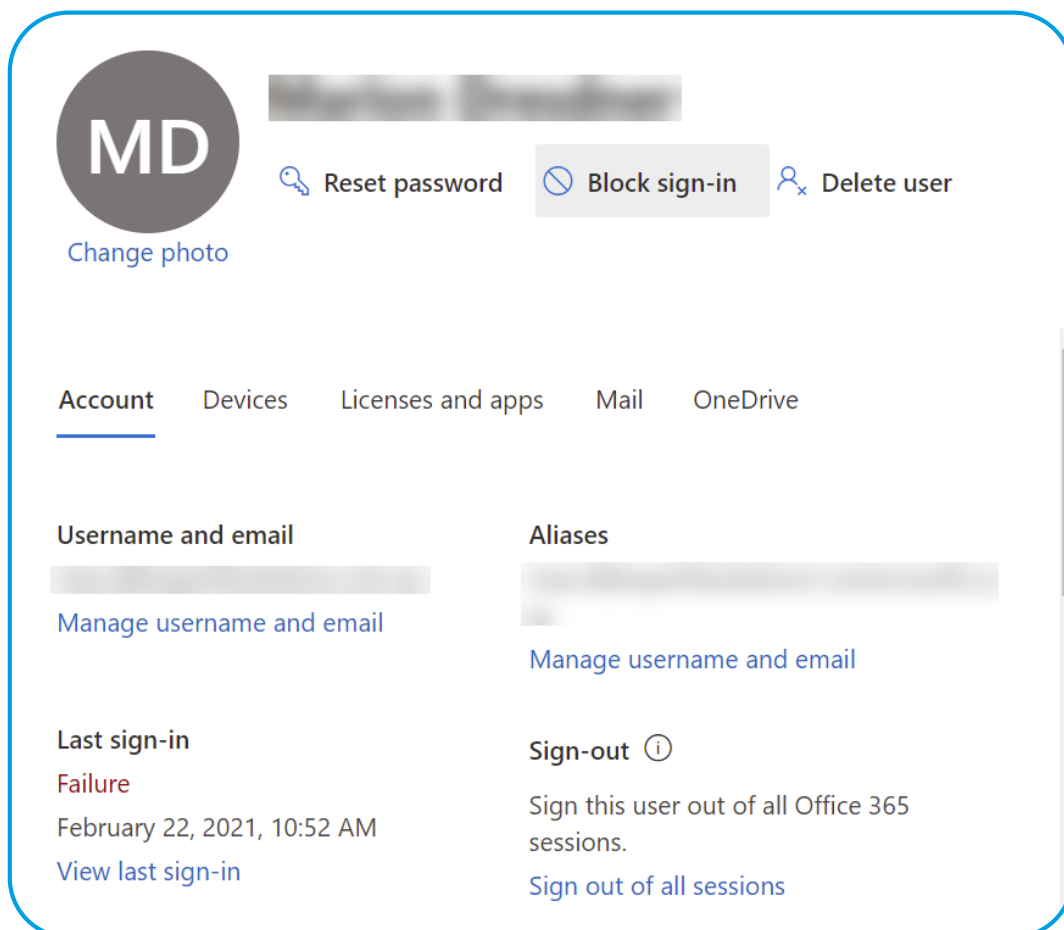 MD
Reset password
Block sign-in
Delete user
Change photo
Account
Devices
Licenses and apps
Mail
OneDrive
Username and email
Manage username and email
Aliases
Manage username and email
Last sign-in
Failure
February 22, 2021, 10:52 AM
View last sign-in
Sign-out
Sign this user out of all Office 365
sessions.
Sign out of all sessions